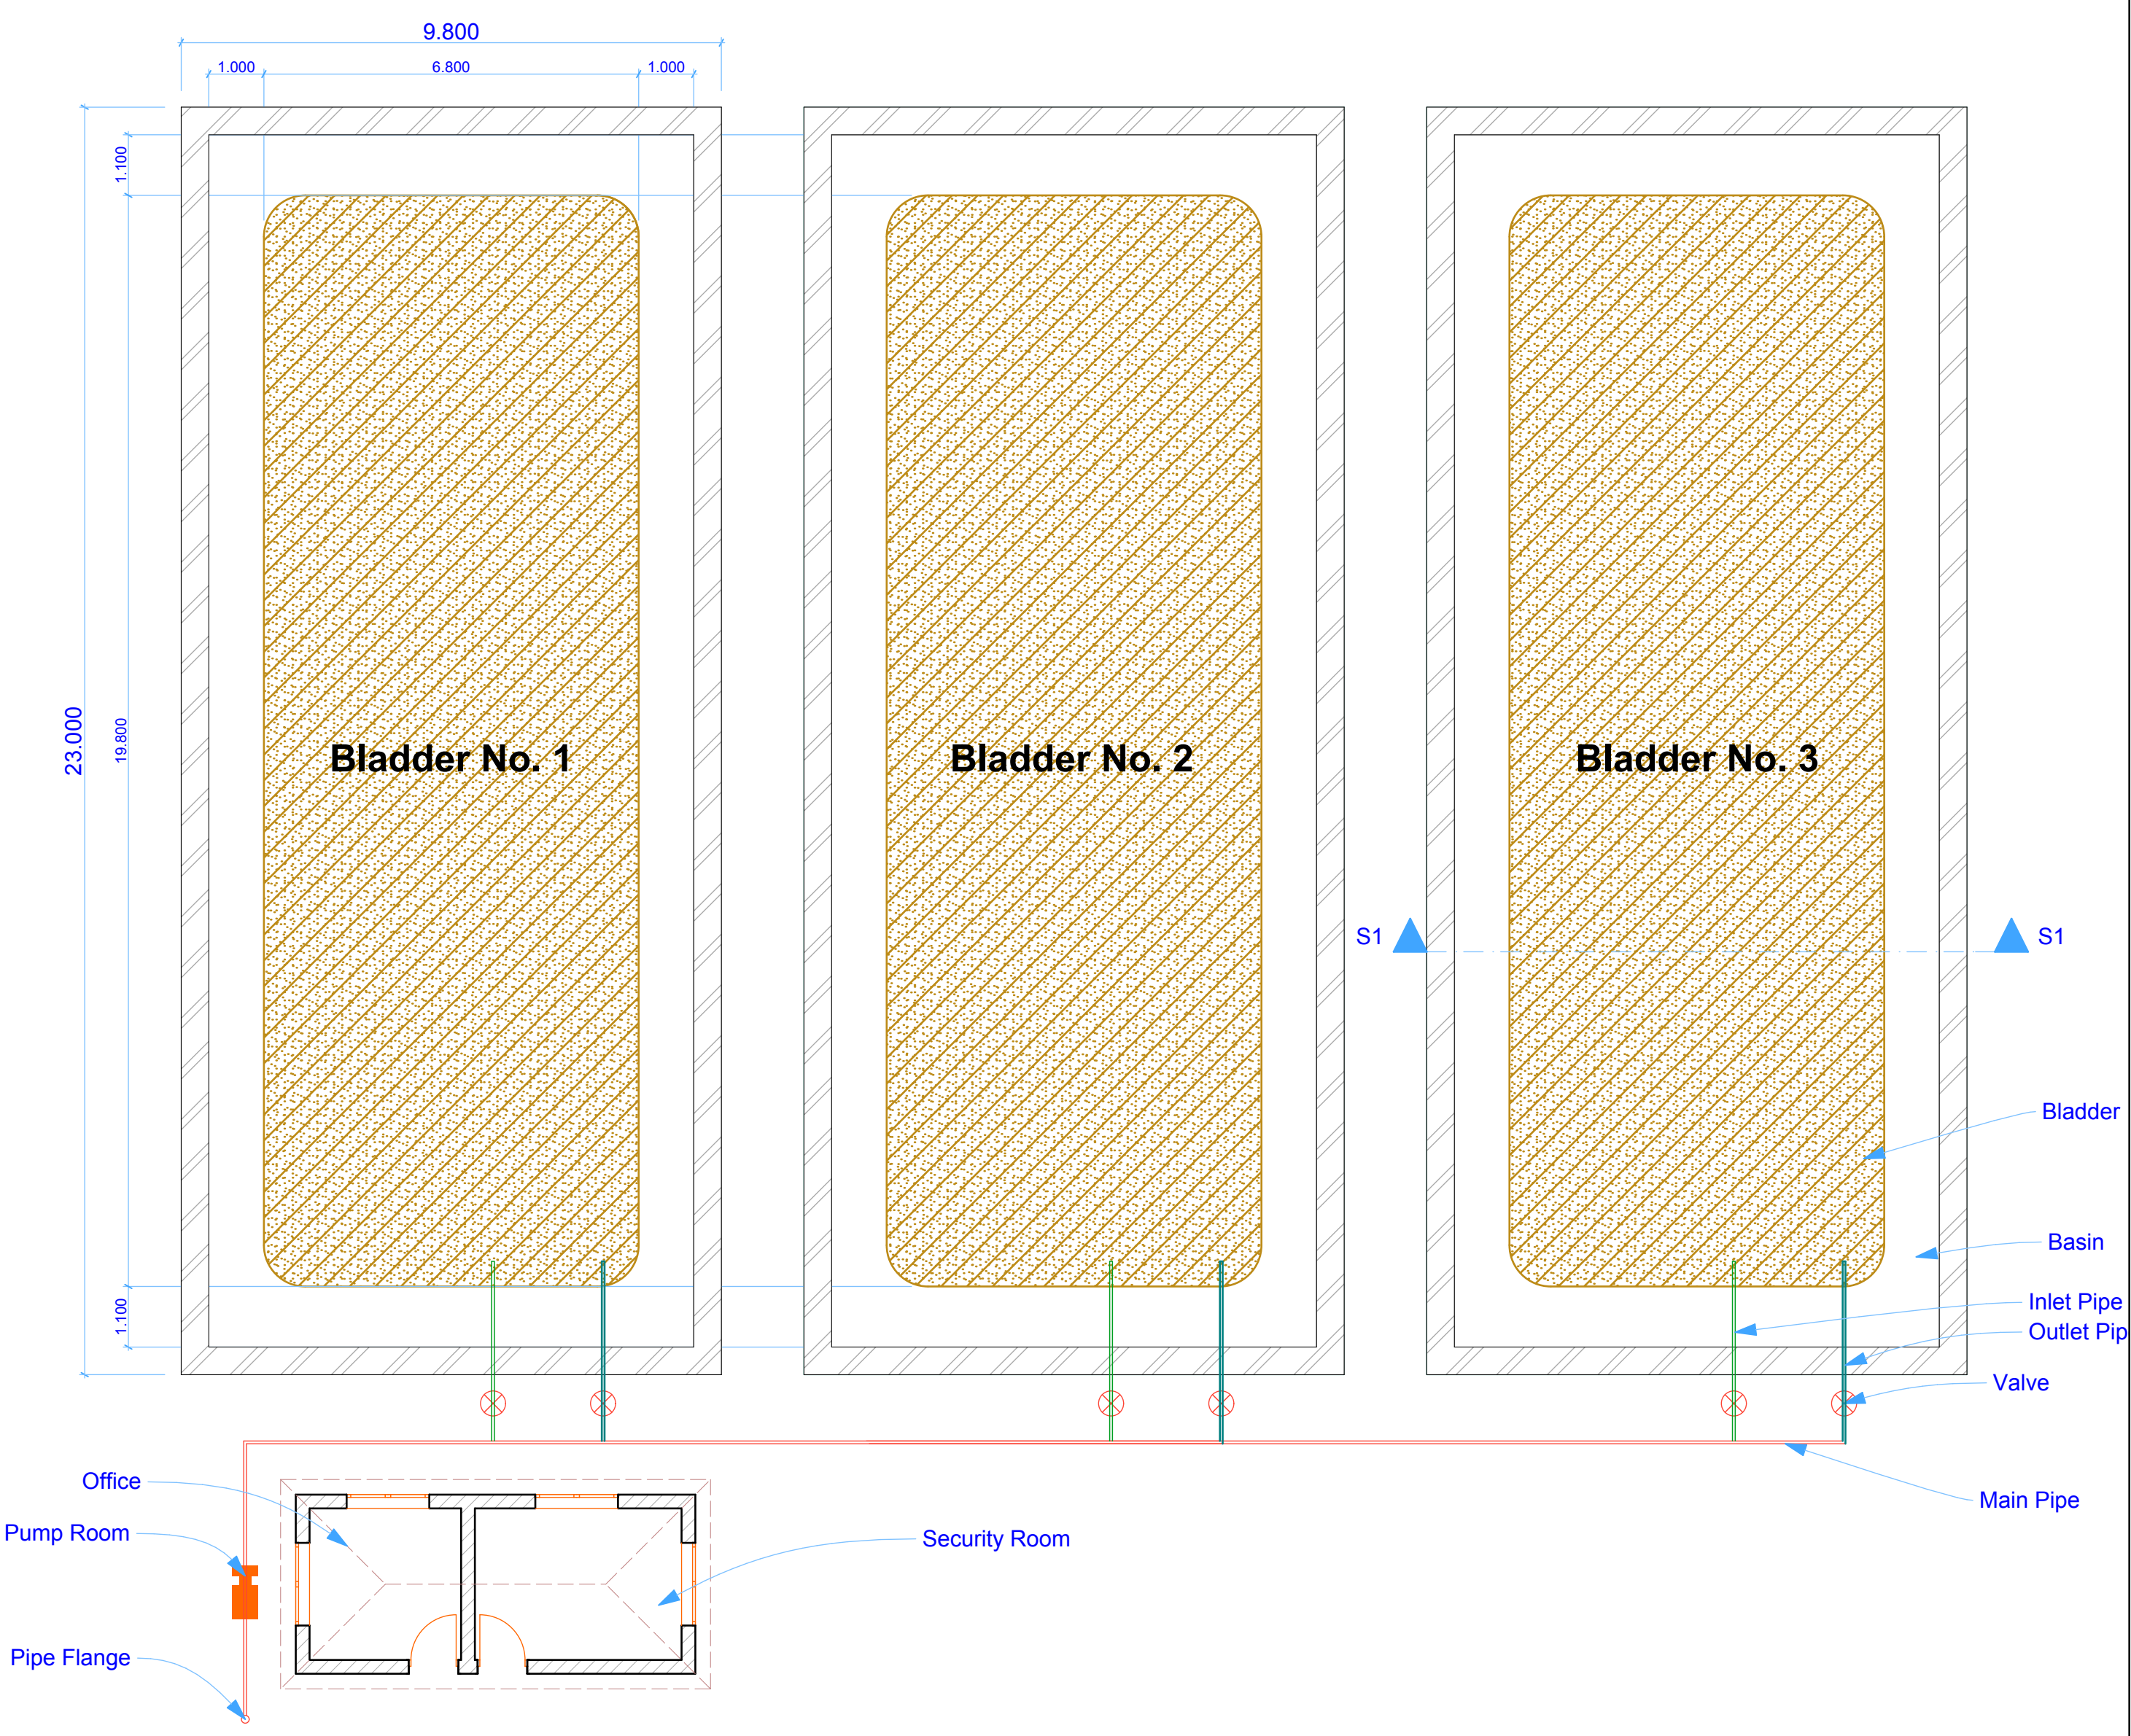 9.800
1.000
6.800
1.000
1.100
23.000
19.800
Bladder No. 1
Bladder No. 2
Bladder No. 3
S1
S1
Bladder
Basin
1.100
Inlet Pipe
Outlet Pip
Valve
Office
Main Pipe
Pump Room
Security Room
Pipe Flange